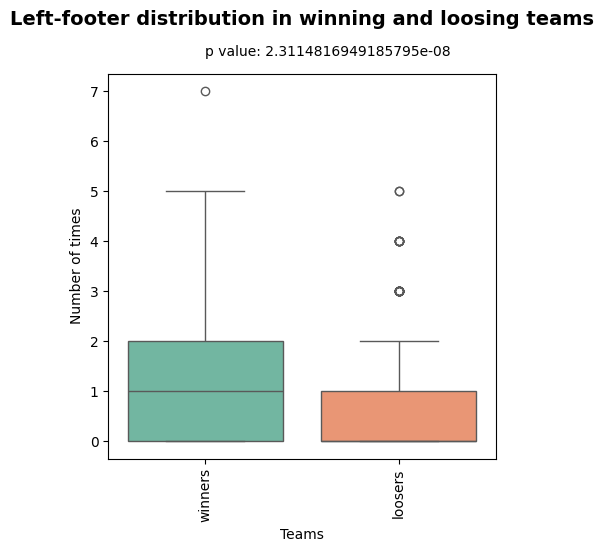 Left-footer distribution in winning and loosing teams
p value: 2.3114816949185795e-08
7
6
5
4
3
2
1
0
Number of times
winners
loosers
Teams